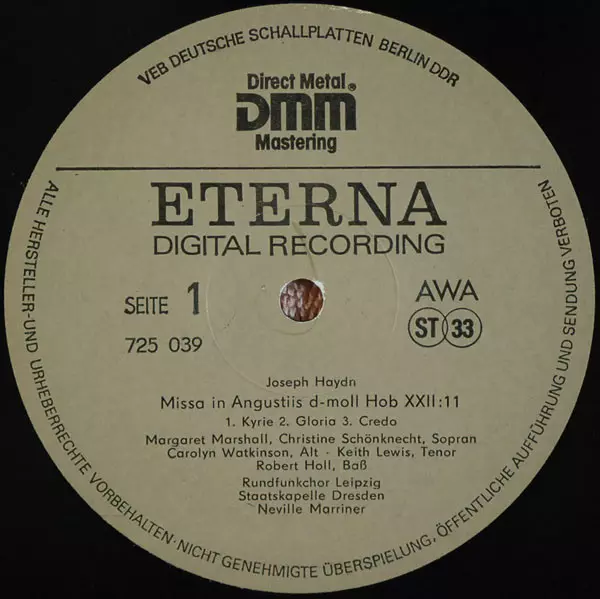 VEB DEUTSCHE SCHALLPLATTEN BERLIN DDR
Direct Metal ®
DMM
Mastering
ETERNA
DIGITAL RECORDING
SEITE 1
AWA
ST 33
725 039
Joseph Haydn
Missa in Angustiis d-moll Hob XXII:11
1. Kyrie 2. Gloria 3. Credo
Margaret Marshall, Christine Schönknecht, Sopran
Carolyn Watkinson, Alt · Keith Lewis, Tenor
Robert Holl, Baß
Rundfunkchor Leipzig
Staatskapelle Dresden
Neville Marriner
ALLE HERSTELLER-UND URHEBERRECHTE VORBEHALTEN · NICHT GENEHMIGTE ÜBERSPIELUNG, ÖFFENTLICHE AUFFÜHRUNG UND SENDUNG VERBOTEN